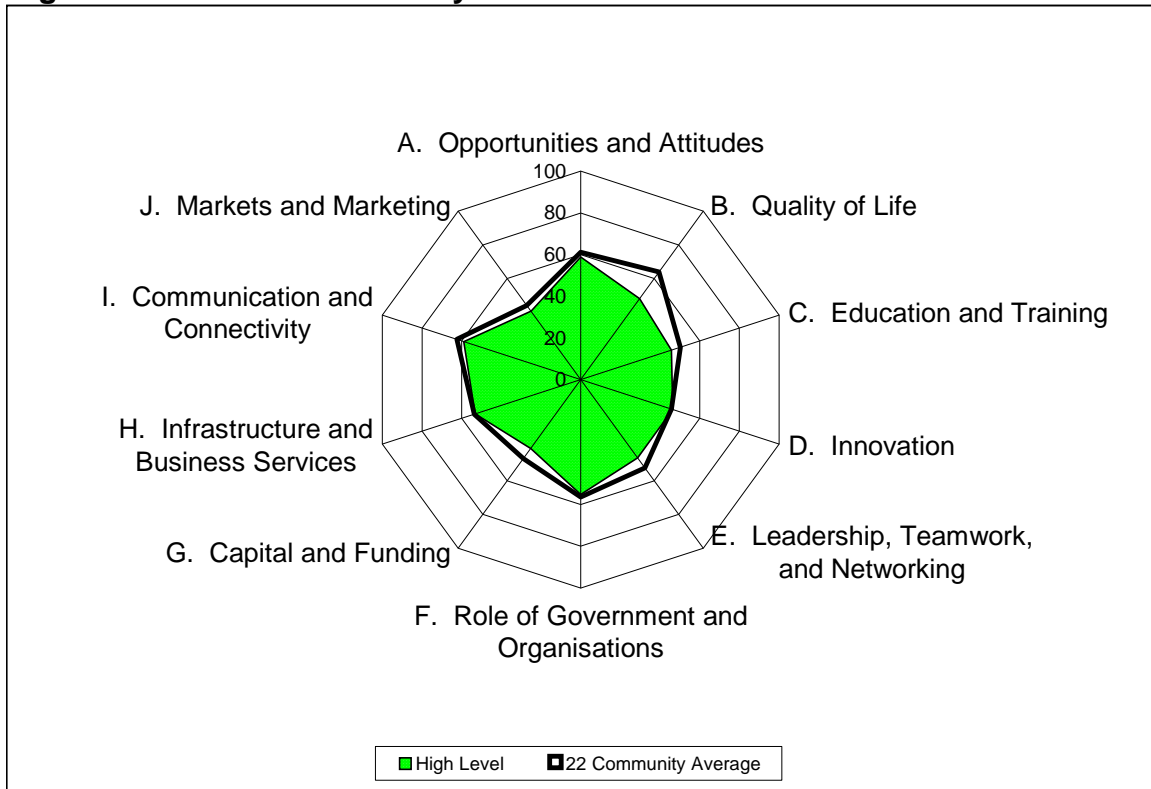 A. Opportunities and Attitudes
100
J. Markets and Marketing
B. Quality of Life
80
60
I. Communication and
Connectivity
C. Education and Training
40
20
0
H. Infrastructure and
Business Services
D. Innovation
G. Capital and Funding
E. Leadership, Teamwork,
and Networking
F. Role of Government and
Organisations
High Level
22 Community Average